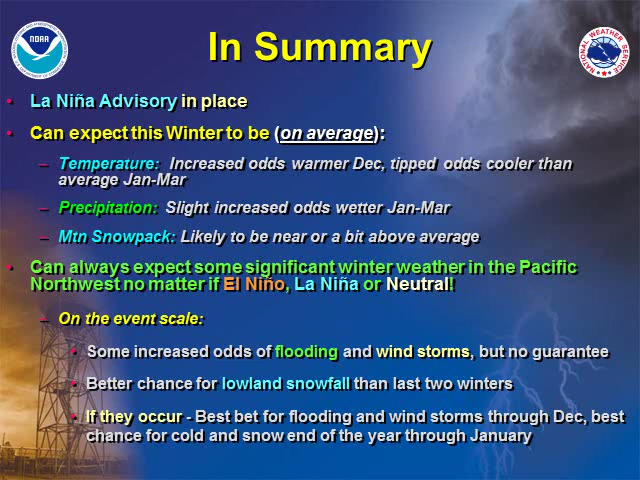 NOAA
In Summary
NATIONAL WEATHER SERVICE
• La Niña Advisory in place
• Can expect this Winter to be (on average):
– Temperature: Increased odds warmer Dec, tipped odds cooler than
average Jan-Mar
– Precipitation: Slight increased odds wetter Jan-Mar
– Mtn Snowpack: Likely to be near or a bit above average
• Can always expect some significant winter weather in the Pacific
Northwest no matter if El Niño, La Niña or Neutral!
– On the event scale:
• Some increased odds of flooding and wind storms, but no guarantee
• Better chance for lowland snowfall than last two winters
• If they occur - Best bet for flooding and wind storms through Dec, best
chance for cold and snow end of the year through January